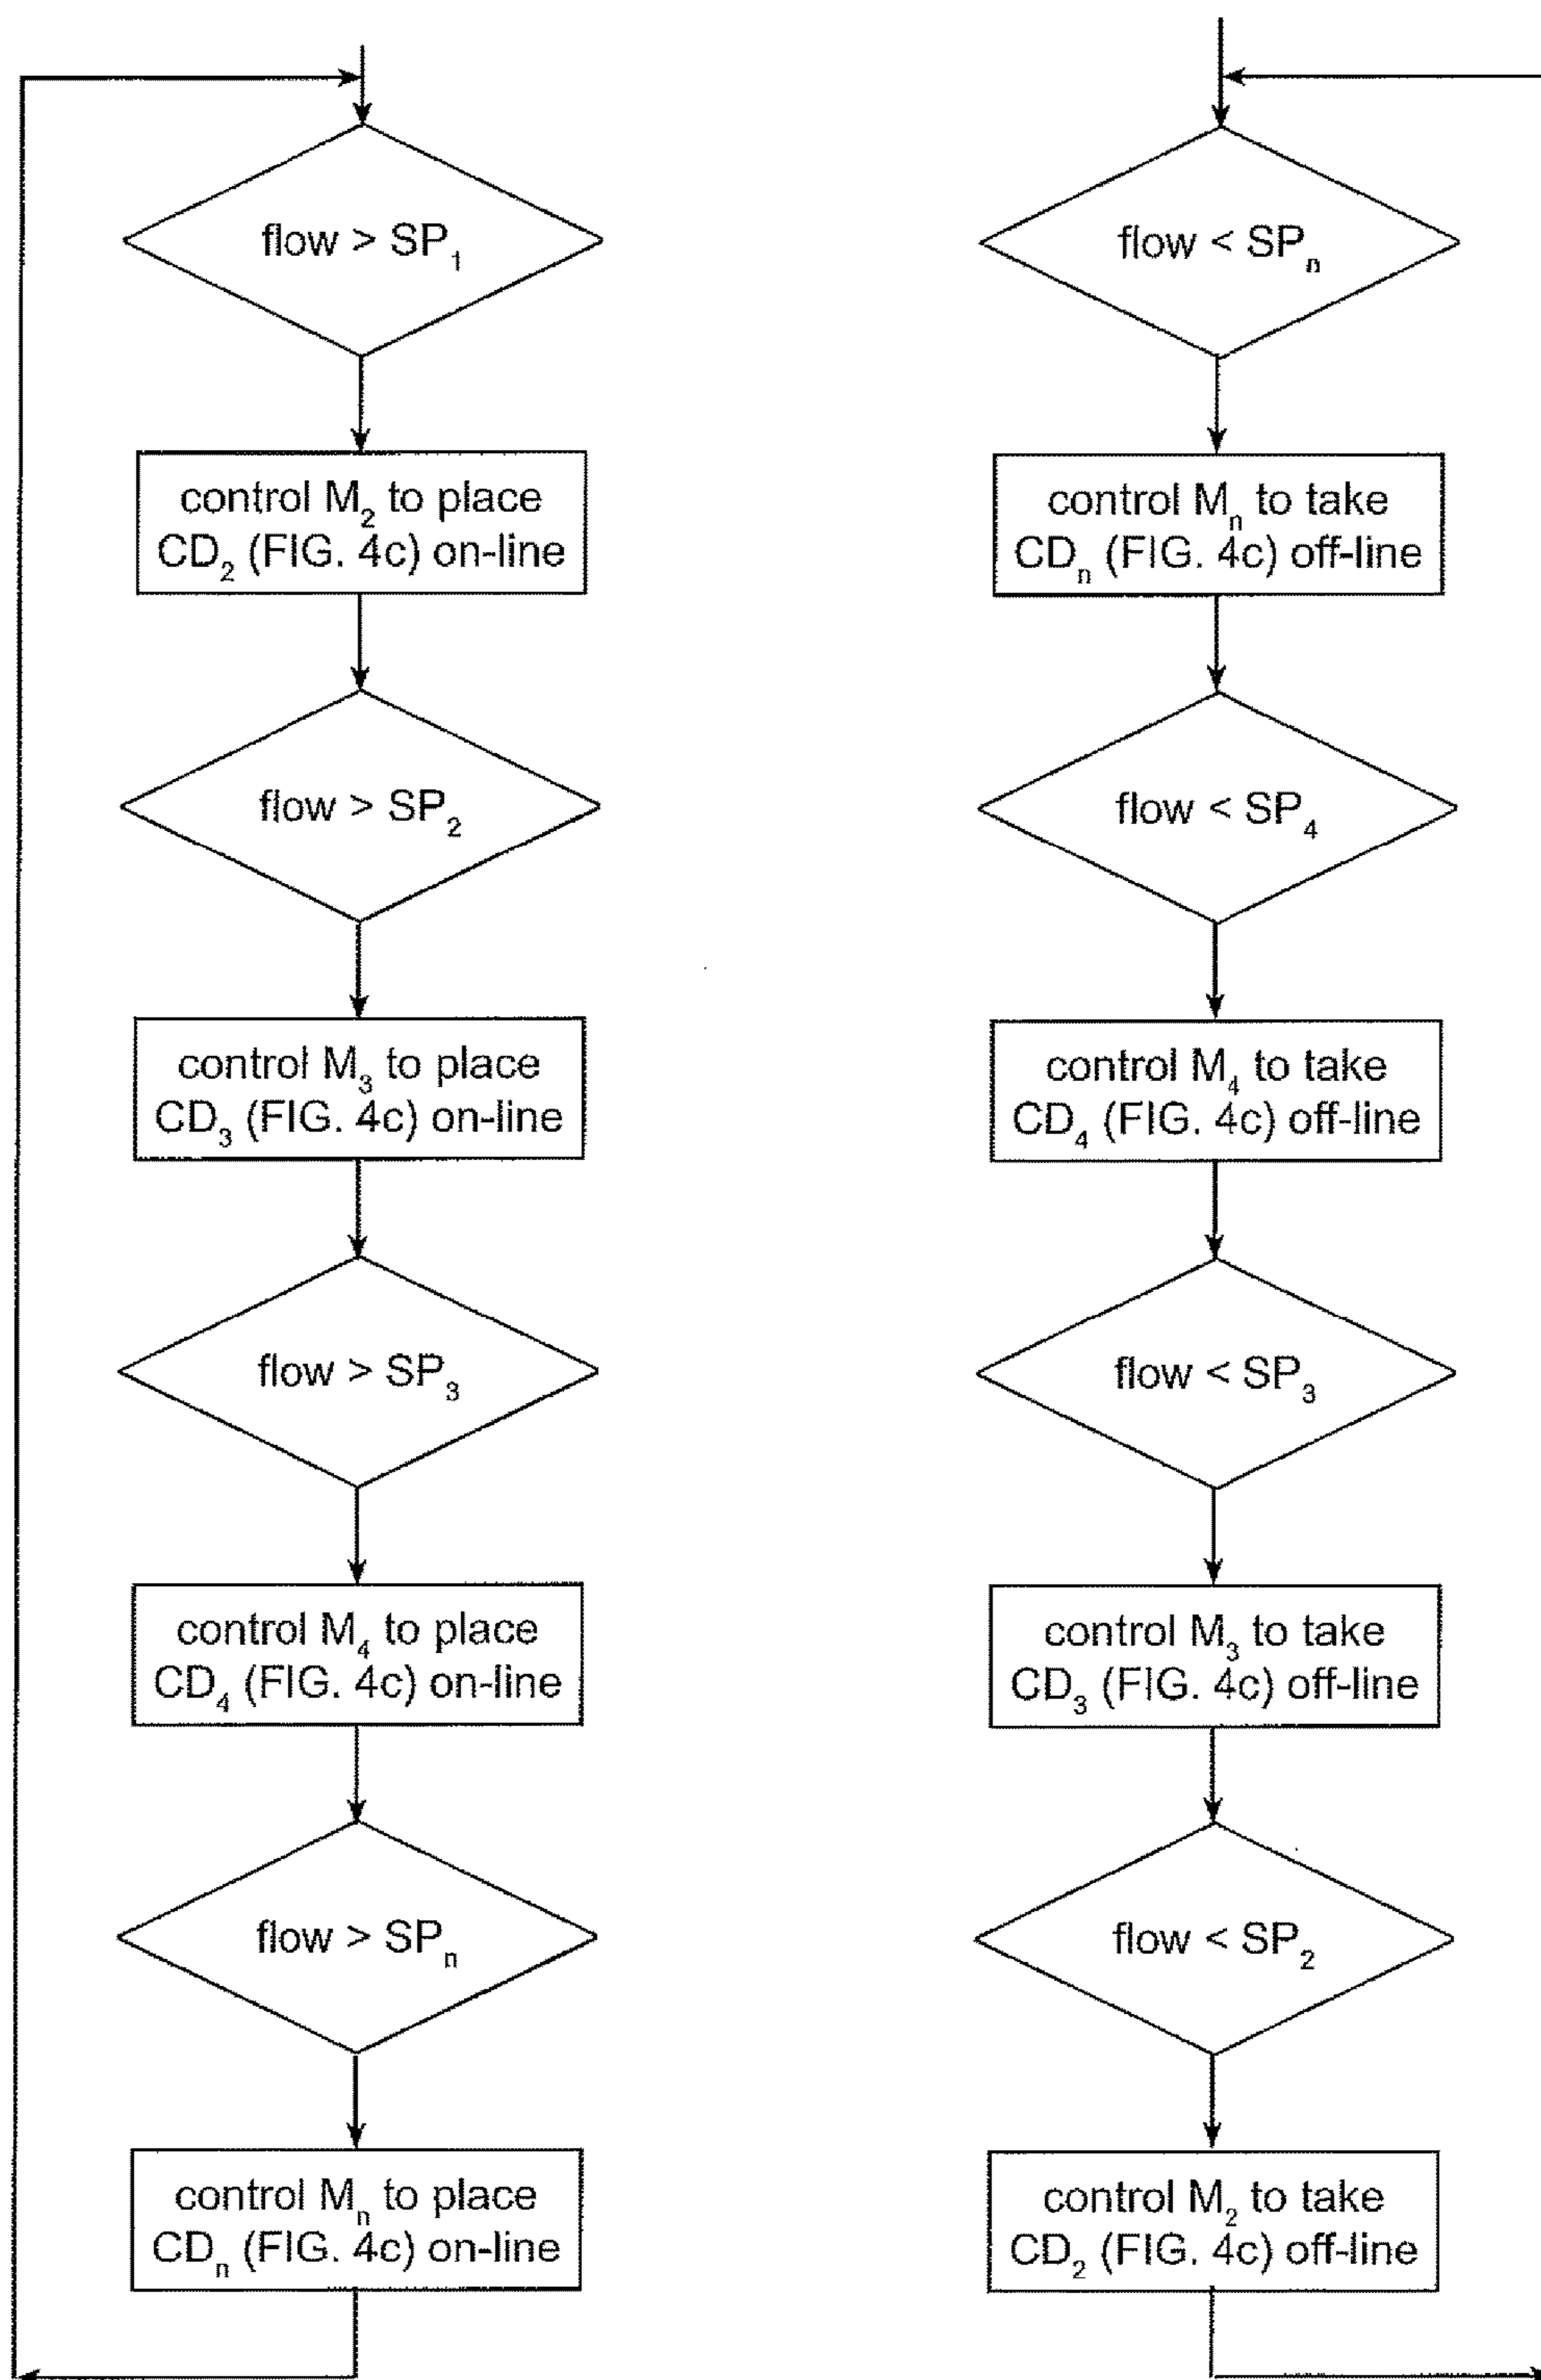 flow > SP₁
control M₂ to place
CD₂ (FIG. 4c) on-line
flow > SP₂
control M₃ to place
CD₃ (FIG. 4c) on-line
flow > SP₃
control M₄ to place
CD₄ (FIG. 4c) on-line
flow > SPₙ
control Mₙ to place
CDₙ (FIG. 4c) on-line
flow < SPₙ
control Mₙ to take
CDₙ (FIG. 4c) off-line
flow < SP₄
control M₄ to take
CD₄ (FIG. 4c) off-line
flow < SP₃
control M₃ to take
CD₃ (FIG. 4c) off-line
flow < SP₂
control M₂ to take
CD₂ (FIG. 4c) off-line